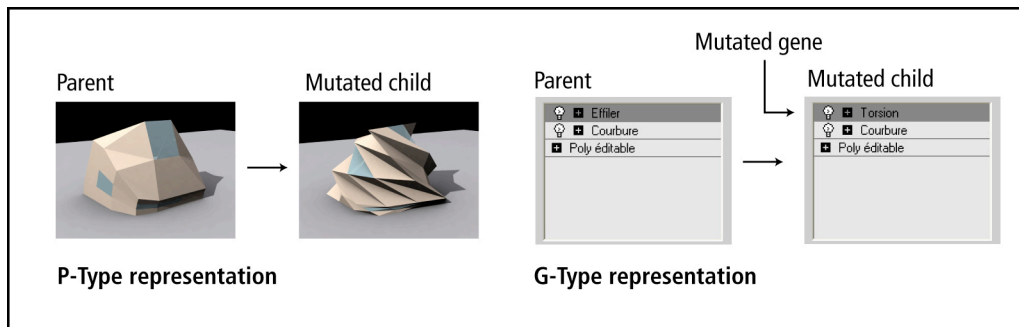 Mutated gene
Parent
Mutated child
Parent
Mutated child
Effiler
Courbure
Poly éditable
Torsion
Courbure
Poly éditable
P-Type representation
G-Type representation